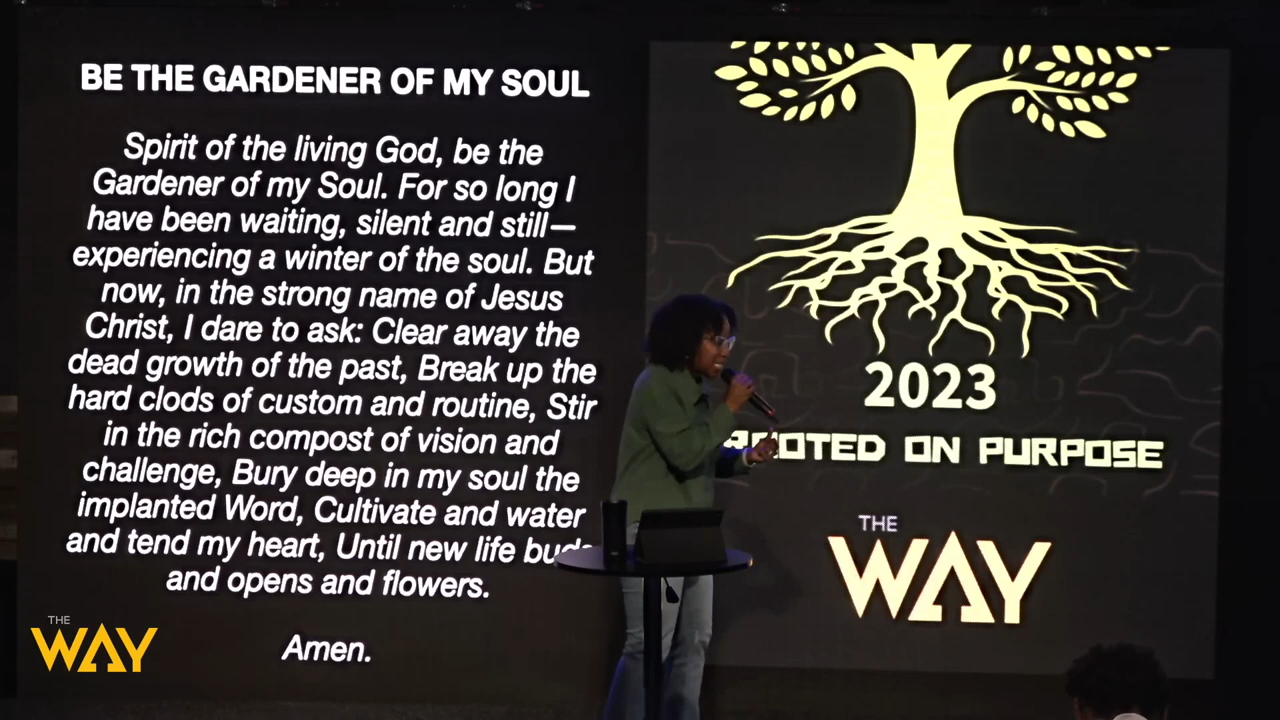 BE THE GARDENER OF MY SOUL
Spirit of the living God, be the
Gardener of my Soul. For so long I
have been waiting, silent and still—
experiencing a winter of the soul. But
now, in the strong name of Jesus
Christ, I dare to ask: Clear away the
dead growth of the past, Break up the
hard clods of custom and routine, Stir
in the rich compost of vision and
challenge, Bury deep in my soul the
implanted Word, Cultivate and water
and tend my heart, Until new life buds
and opens and flowers.
Amen.
2023
ROOTED ON PURPOSE
THE
WAY
THE
WAY